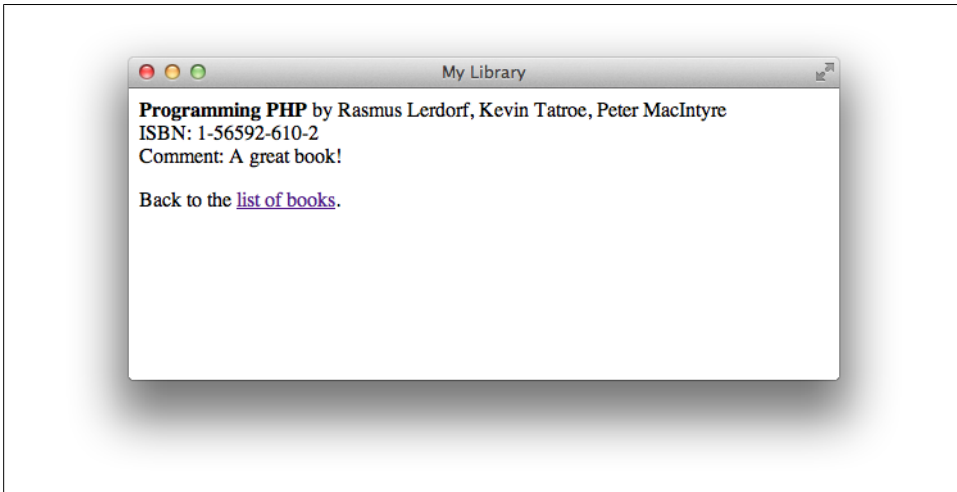 My Library
Programming PHP by Rasmus Lerdorf, Kevin Tatroe, Peter MacIntyre
ISBN: 1-56592-610-2
Comment: A great book!
Back to the list of books.